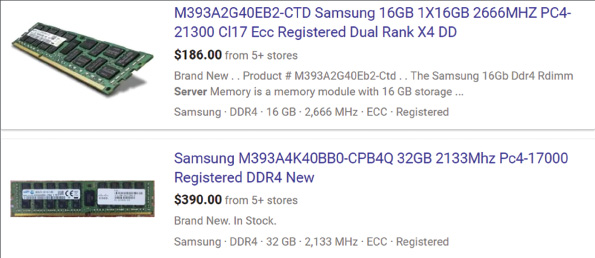 M393A2G40EB2-CTD Samsung 16GB 1X16GB 2666MHZ PC4-
21300 Cl17 Ecc Registered Dual Rank X4 DD
$186.00 from 5+ stores
Brand New . . Product # M393A2G40Eb2-Ctd . . The Samsung 16Gb Ddr4 Rdimm
Server Memory is a memory module with 16 GB storage ...
Samsung · DDR4 · 16 GB · 2,666 MHz · ECC · Registered
Samsung M393A4K40BB0-CPB4Q 32GB 2133Mhz Pc4-17000
Registered DDR4 New
$390.00 from 5+ stores
Brand New. In Stock.
Samsung · DDR4 · 32 GB · 2,133 MHz · ECC · Registered